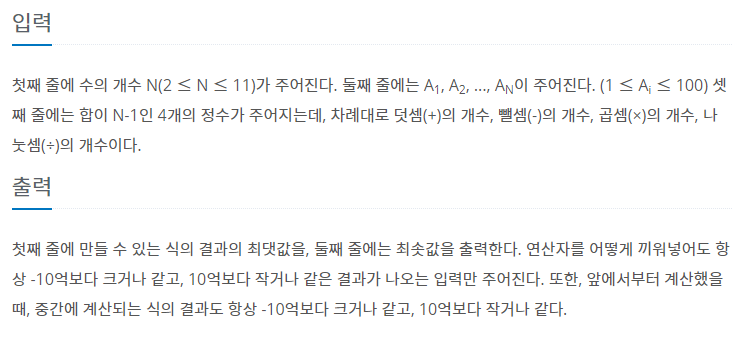 입력
첫째 줄에 수의 개수 N(2 ≤ N ≤ 11)가 주어진다. 둘째 줄에는 A₁, A₂, ..., A_N이 주어진다. (1 ≤ Aᵢ ≤ 100) 셋
째 줄에는 합이 N-1인 4개의 정수가 주어지는데, 차례대로 덧셈(+)의 개수, 뺄셈(-)의 개수, 곱셈(×)의 개수, 나
눗셈(÷)의 개수이다.
출력
첫째 줄에 만들 수 있는 식의 결과의 최댓값을, 둘째 줄에는 최솟값을 출력한다. 연산자를 어떻게 끼워넣어도 항
상 -10억보다 크거나 같고, 10억보다 작거나 같은 결과가 나오는 입력만 주어진다. 또한, 앞에서부터 계산했을
때, 중간에 계산되는 식의 결과도 항상 -10억보다 크거나 같고, 10억보다 작거나 같다.